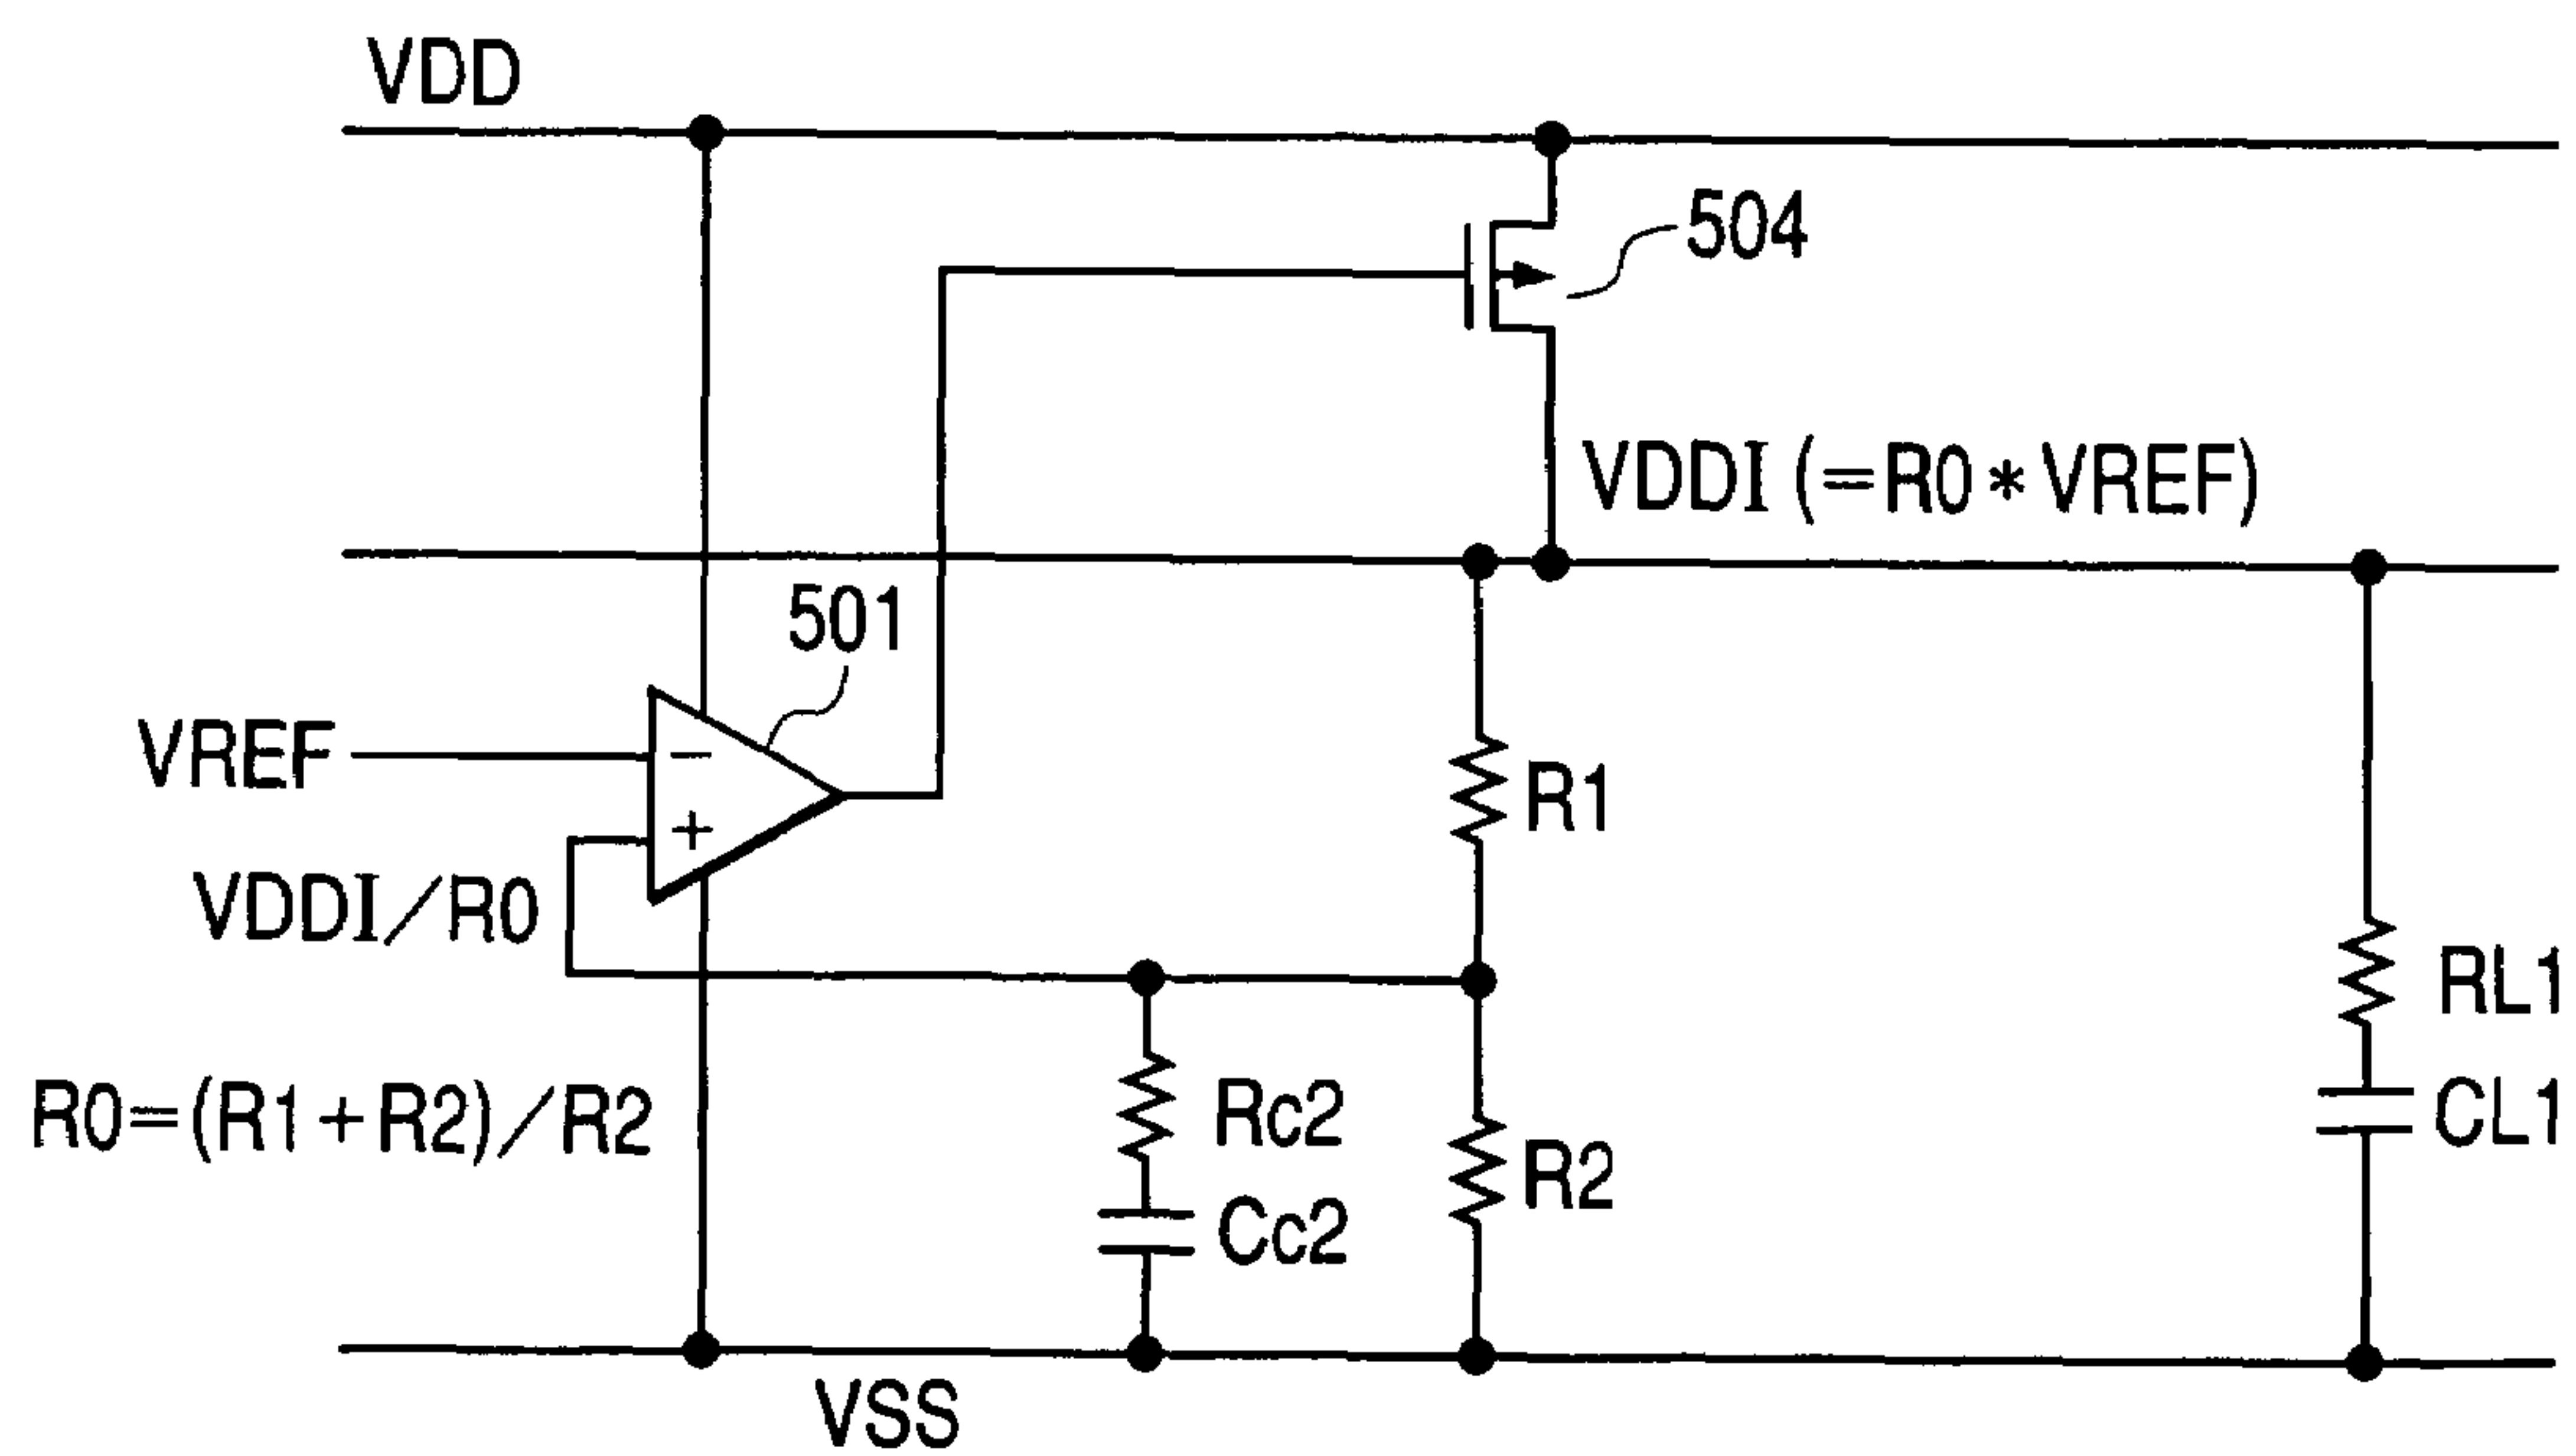 VDD
504
VDDI (=R0*VREF)
501
VREF
−
+
VDDI/R0
R1
RL1
R0=(R1+R2)/R2
Rc2
CL1
R2
Cc2
VSS